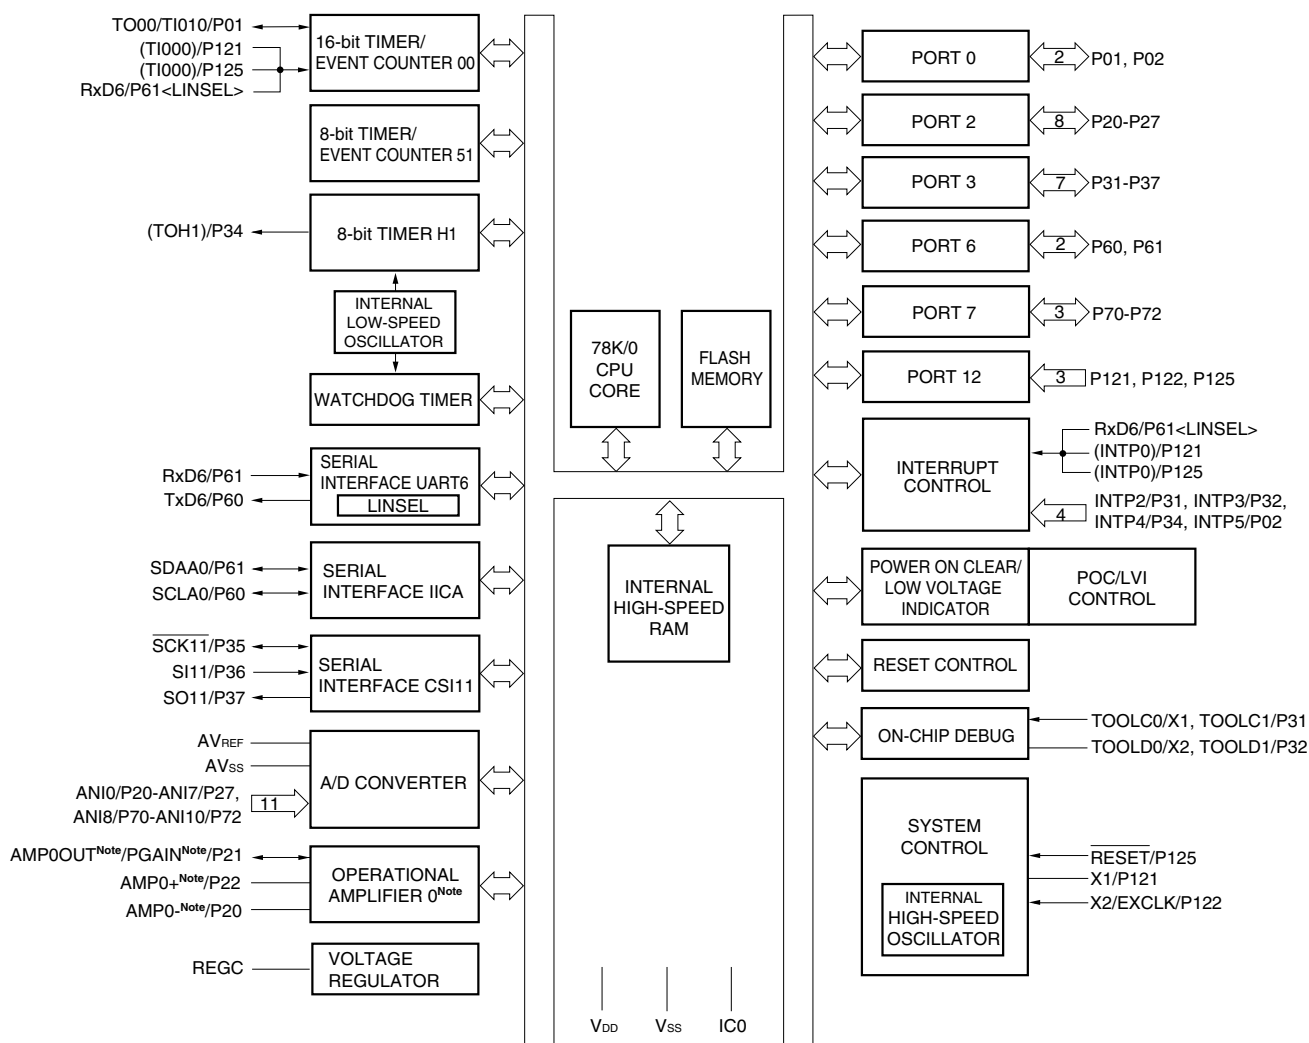 TO00/TI010/P01
(TI000)/P121
(TI000)/P125
RxD6/P61<LINSEL>
16-bit TIMER/
EVENT COUNTER 00
8-bit TIMER/
EVENT COUNTER 51
(TOH1)/P34
8-bit TIMER H1
INTERNAL
LOW-SPEED
OSCILLATOR
WATCHDOG TIMER
RxD6/P61
TxD6/P60
SERIAL
INTERFACE UART6
LINSEL
SDAA0/P61
SCLA0/P60
SERIAL
INTERFACE IICA
SCK11/P35
SI11/P36
SO11/P37
SERIAL
INTERFACE CSI11
AVREF
AVSS
ANI0/P20-ANI7/P27,
ANI8/P70-ANI10/P72
11
A/D CONVERTER
AMP0OUTNote/PGAINNote/P21
AMP0+Note/P22
AMP0-Note/P20
OPERATIONAL
AMPLIFIER 0Note
REGC
VOLTAGE
REGULATOR
78K/0
CPU
CORE
FLASH
MEMORY
INTERNAL
HIGH-SPEED
RAM
VDD
VSS
IC0
PORT 0
2
P01, P02
PORT 2
8
P20-P27
PORT 3
7
P31-P37
PORT 6
2
P60, P61
PORT 7
3
P70-P72
PORT 12
3
P121, P122, P125
INTERRUPT
CONTROL
RxD6/P61<LINSEL>
(INTP0)/P121
(INTP0)/P125
4
INTP2/P31, INTP3/P32,
INTP4/P34, INTP5/P02
POWER ON CLEAR/
LOW VOLTAGE
INDICATOR
POC/LVI
CONTROL
RESET CONTROL
ON-CHIP DEBUG
TOOLC0/X1, TOOLC1/P31
TOOLD0/X2, TOOLD1/P32
SYSTEM
CONTROL
INTERNAL
HIGH-SPEED
OSCILLATOR
RESET/P125
X1/P121
X2/EXCLK/P122